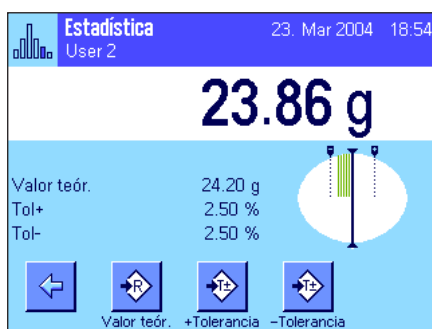 Estadística 23. Mar 2004 18:54
User 2
23.86 g
Valor teór. 24.20 g
Tol+ 2.50 %
Tol- 2.50 %
R T± T±
Valor teór. +Tolerancia -Tolerancia